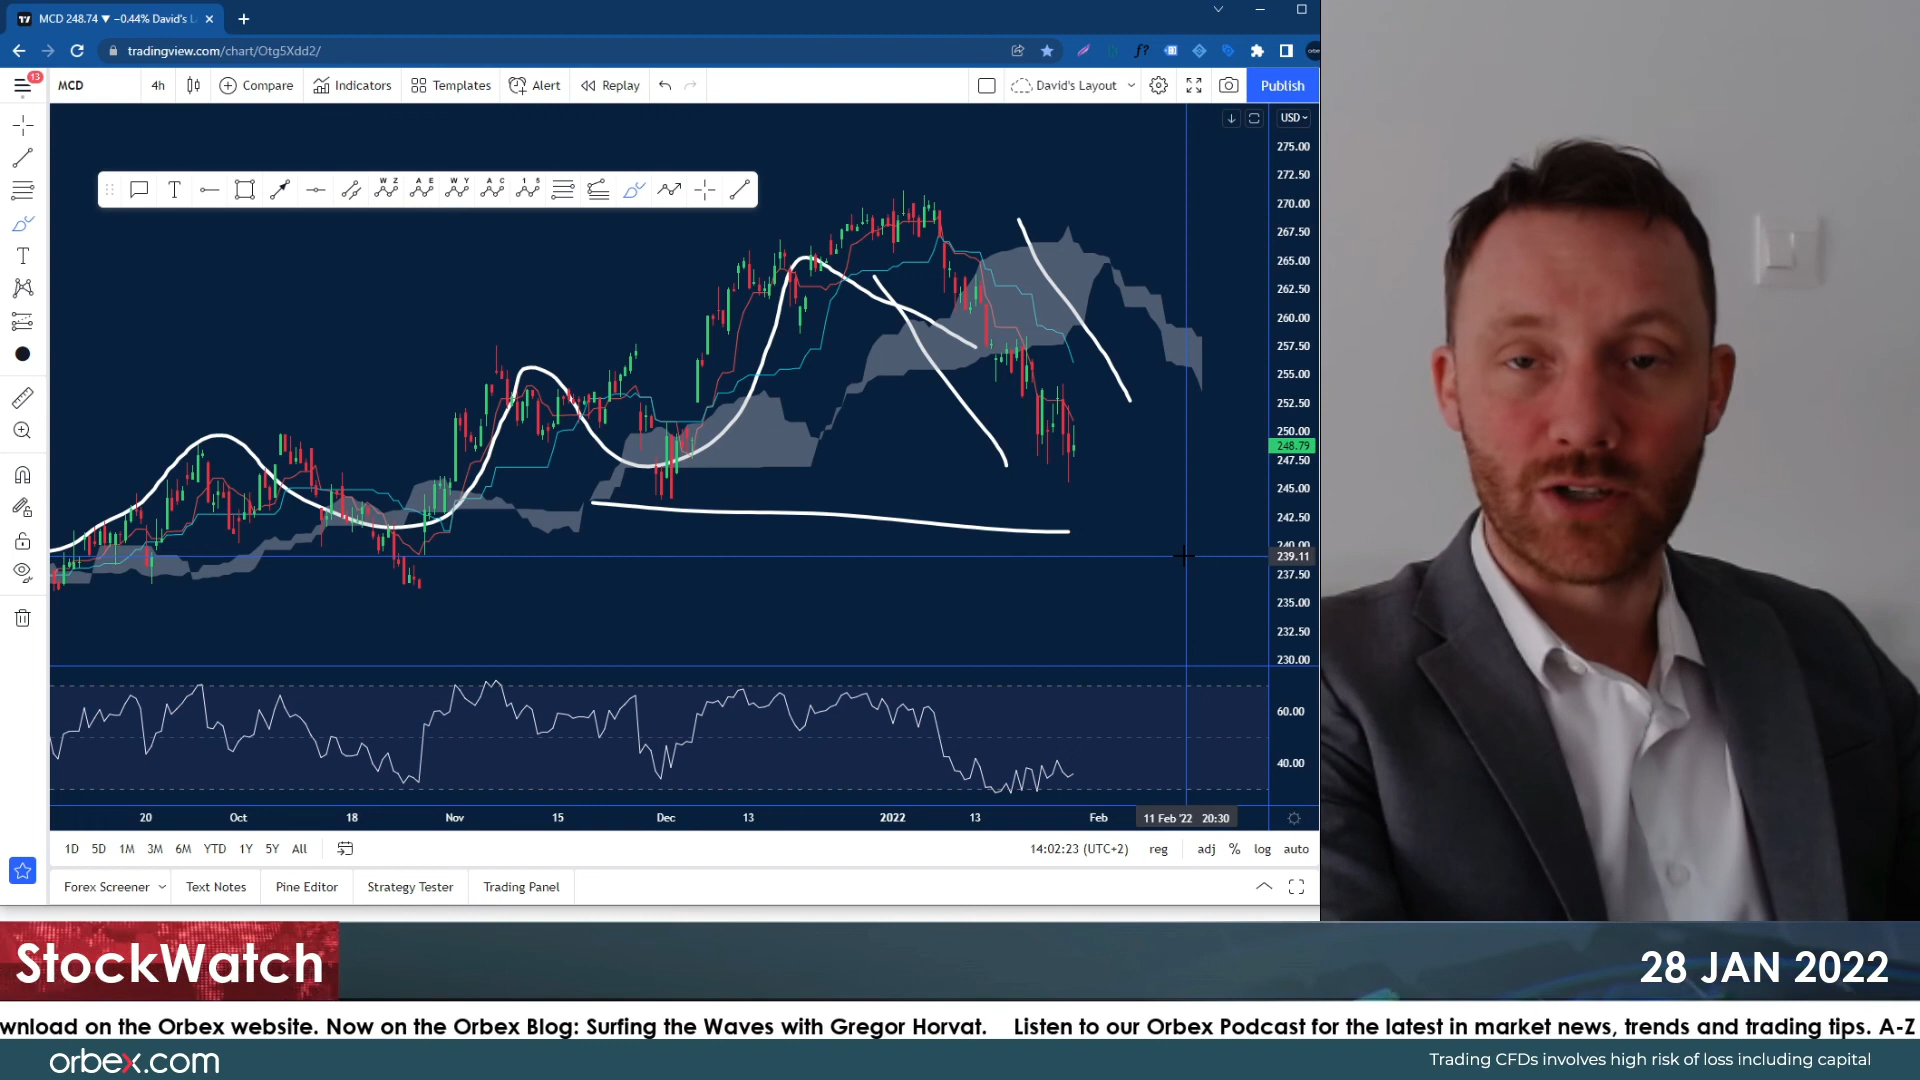 MCD 248.74 ▼ −0.44% David's L
tradingview.com/chart/Otg5Xdd2/
13
MCD 4h Compare Indicators Templates Alert Replay David's Layout Publish
USD
275.00
272.50
270.00
267.50
265.00
262.50
260.00
257.50
255.00
252.50
250.00
248.79
247.50
245.00
242.50
240.00
239.11
237.50
235.00
232.50
230.00
W Z A E W Y A C 1 5
T
60.00
40.00
20 Oct 18 Nov 15 Dec 13 2022 13 Feb 11 Feb '22 20:30
1D 5D 1M 3M 6M YTD 1Y 5Y All 14:02:23 (UTC+2) reg adj % log auto
Forex Screener Text Notes Pine Editor Strategy Tester Trading Panel
StockWatch
28 JAN 2022
wnload on the Orbex website. Now on the Orbex Blog: Surfing the Waves with Gregor Horvat. Listen to our Orbex Podcast for the latest in market news, trends and trading tips. A-Z
orbex.com
Trading CFDs involves high risk of loss including capital